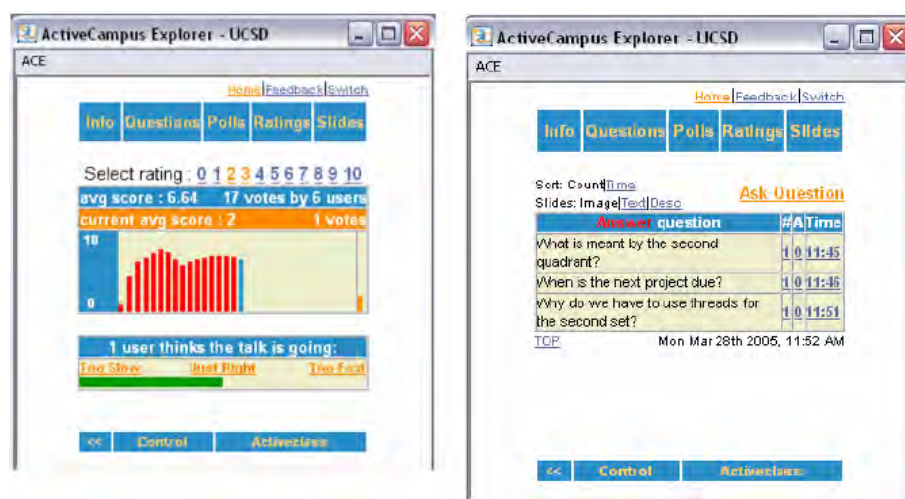 ActiveCampus Explorer - UCSD
ACE
Home|Feedback|Switch
Info Questions Polls Ratings Slides
Select rating : 0 1 2 3 4 5 6 7 8 9 10
avg score : 6.64 17 votes by 6 users
current avg score : 2 1 votes
10
0
1 user thinks the talk is going:
Too Slow Just Right Too Fast
<< Control Activeclass
ActiveCampus Explorer - UCSD
ACE
Home|Feedback|Switch
Info Questions Polls Ratings Slides
Sort: Count|Time
Slides: Image|Text|Desc
Ask Question
Answer question # A Time
What is meant by the second
quadrant? 1 0 11:45
When is the next project due? 1 0 11:46
Why do we have to use threads for
the second set? 1 0 11:51
TOP Mon Mar 28th 2005, 11:52 AM
<< Control Activeclass